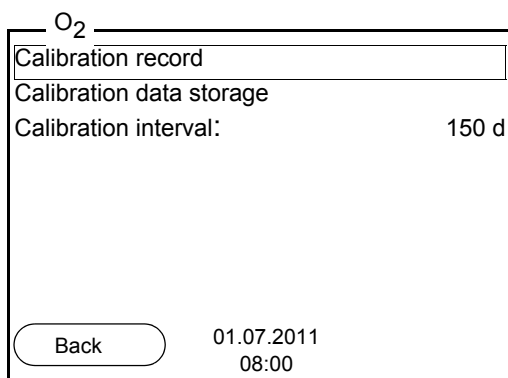 O2
Calibration record
Calibration data storage
Calibration interval: 150 d
Back 01.07.2011
08:00